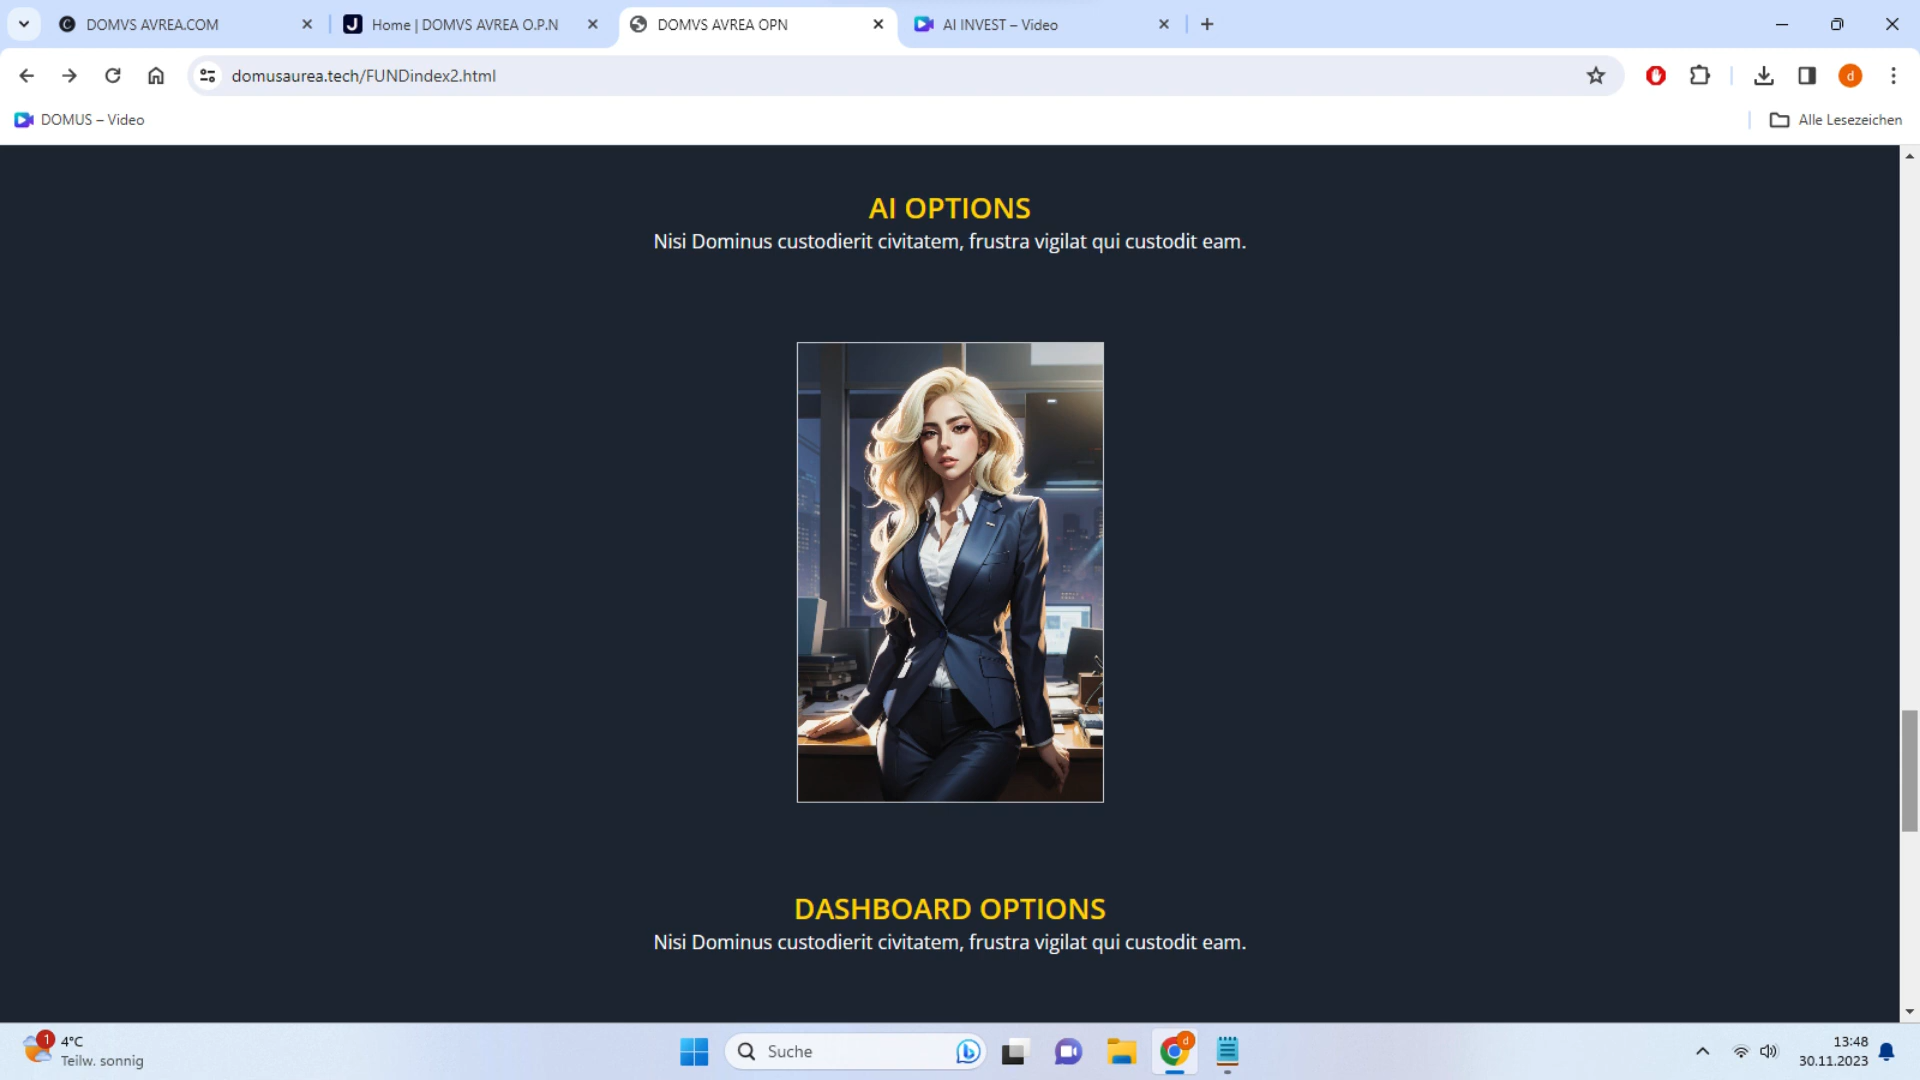 DOMVS AVREA.COM
Home | DOMVS AVREA O.P.N
DOMVS AVREA OPN
AI INVEST – Video
domusaurea.tech/FUNDindex2.html
d
DOMUS – Video
Alle Lesezeichen
AI OPTIONS
Nisi Dominus custodierit civitatem, frustra vigilat qui custodit eam.
DASHBOARD OPTIONS
Nisi Dominus custodierit civitatem, frustra vigilat qui custodit eam.
1
4°C
Teilw. sonnig
Suche
d
13:48
30.11.2023